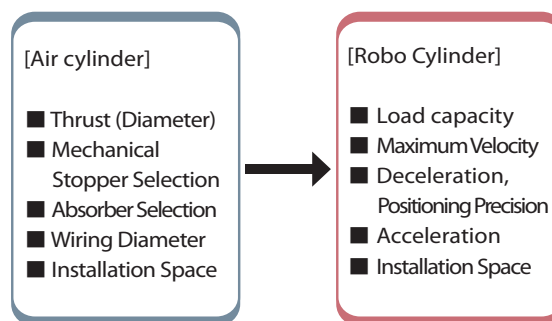 [Air cylinder]
■ Thrust (Diameter)
■ Mechanical
Stopper Selection
■ Absorber Selection
■ Wiring Diameter
■ Installation Space
[Robo Cylinder]
■ Load capacity
■ Maximum Velocity
■ Deceleration,
Positioning Precision
■ Acceleration
■ Installation Space